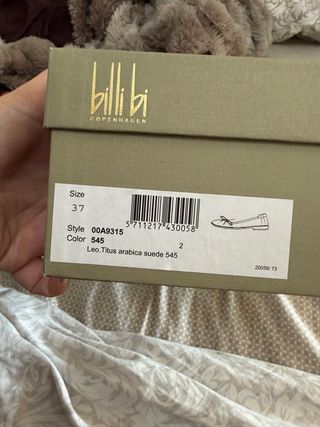 billi bi
COPENHAGEN
Size
37
5711217430058
Style 00A9315
Color 545
2
Leo.Titus arabica suede 545
20059/ 73